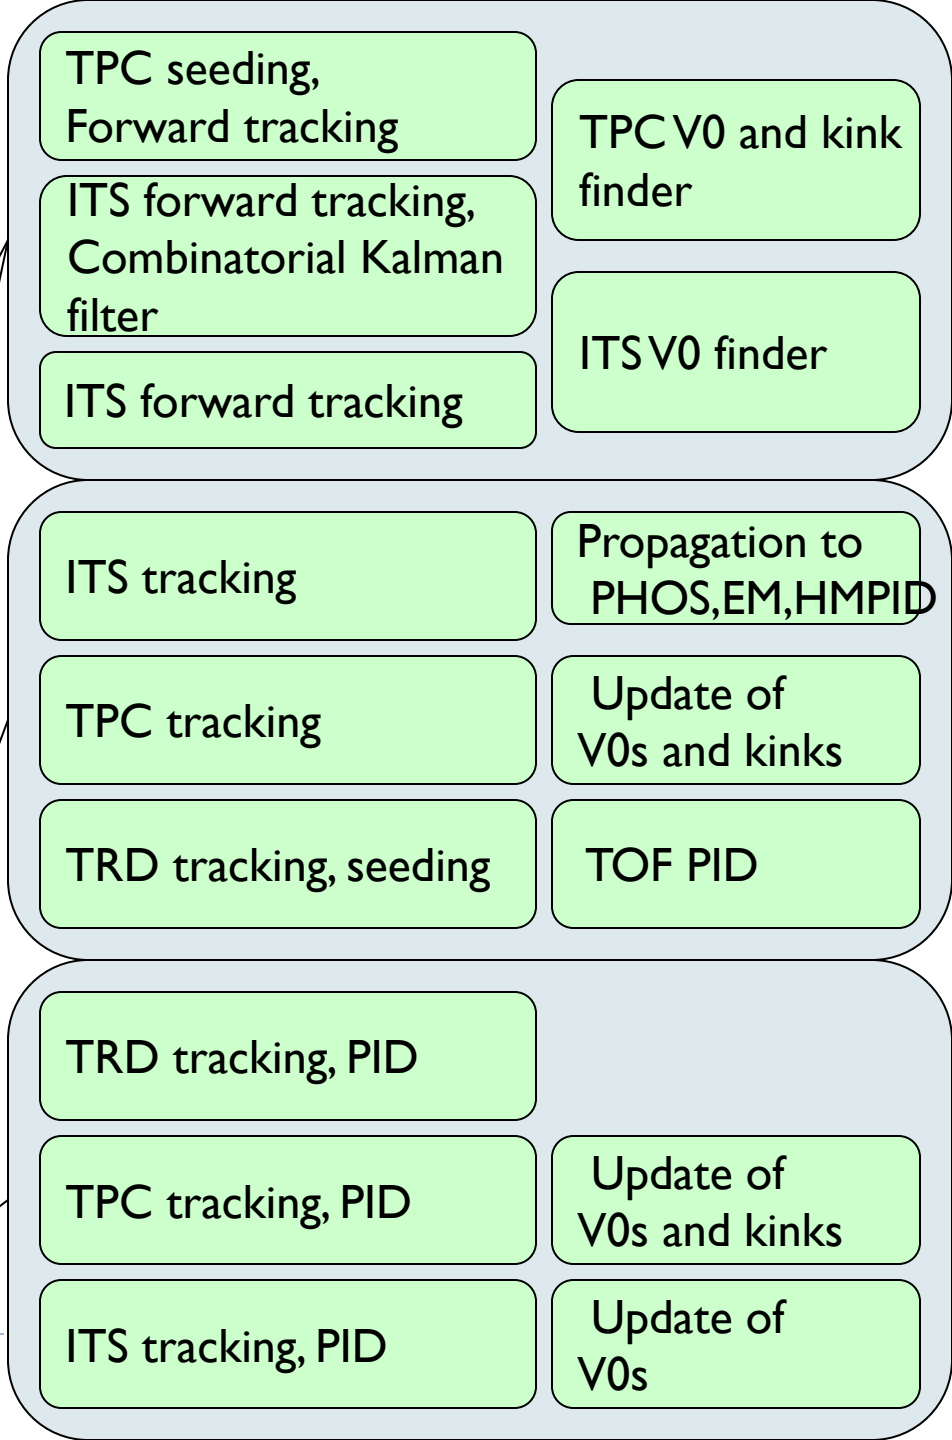 TPC seeding,
Forward tracking
TPC V0 and kink
finder
ITS forward tracking,
Combinatorial Kalman
filter
ITS V0 finder
ITS forward tracking
ITS tracking
Propagation to
PHOS,EM,HMPID
TPC tracking
Update of
V0s and kinks
TRD tracking, seeding
TOF PID
TRD tracking, PID
TPC tracking, PID
Update of
V0s and kinks
ITS tracking, PID
Update of
V0s